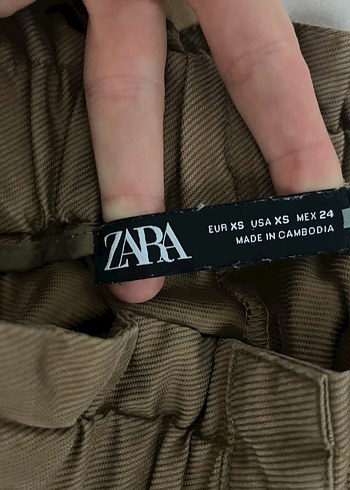 ZARA
EUR XS USA XS MEX 24
MADE IN CAMBODIA